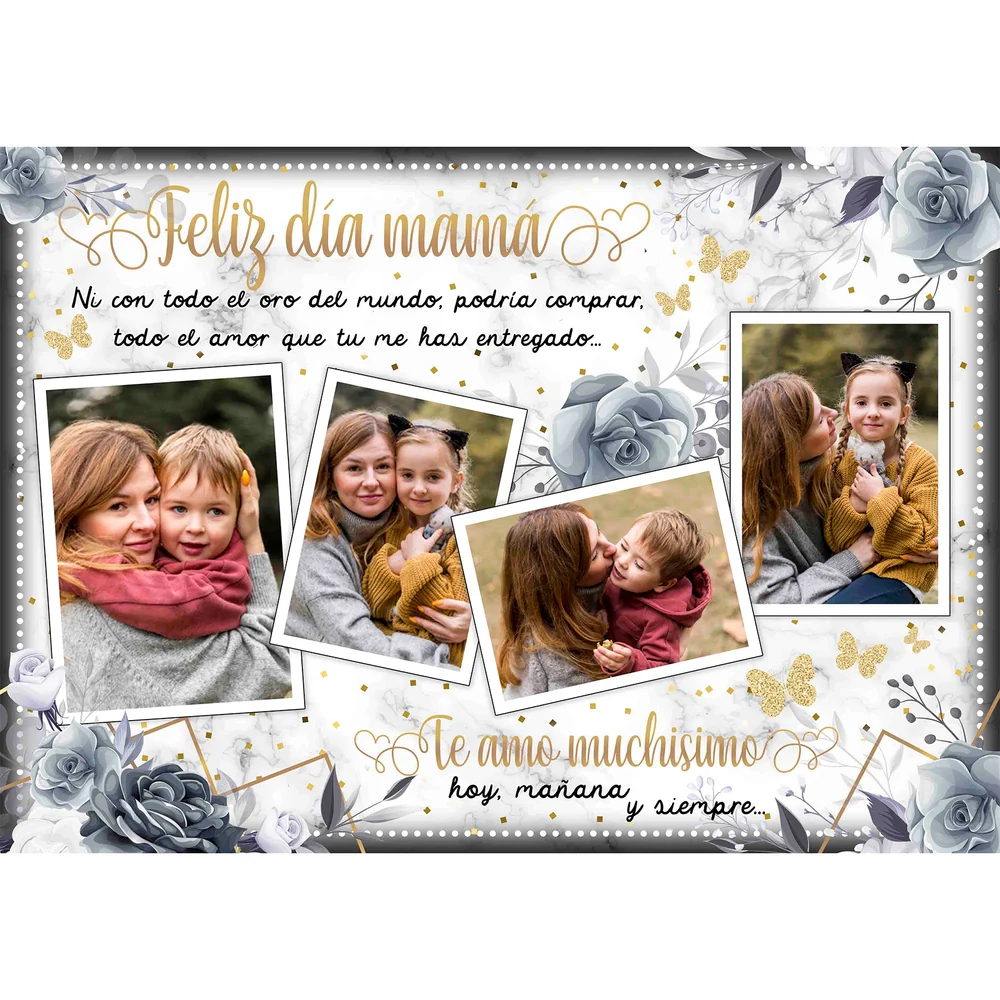 Feliz día mamá
Ni con todo el oro del mundo, podría comprar,
todo el amor que tu me has entregado...
Te amo muchisimo
hoy, mañana
y siempre...